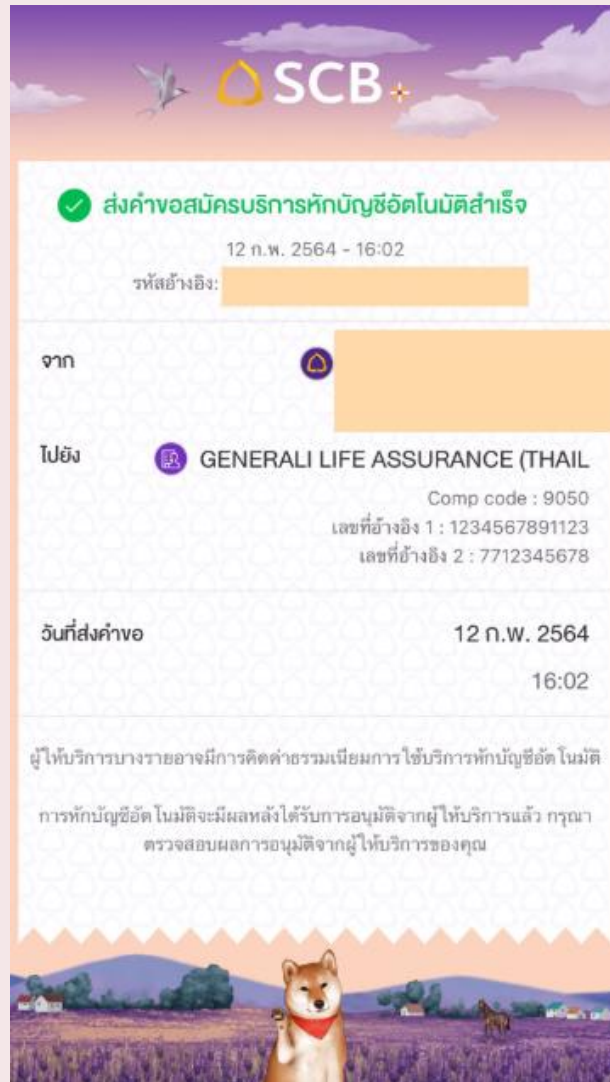 SCB
ส่งคำขอสมัครบริการหักบัญชีอัตโนมัติสำเร็จ
12 ก.พ. 2564 - 16:02
รหัสอ้างอิง:
จาก
ไปยัง GENERALI LIFE ASSURANCE (THAIL
Comp code : 9050
เลขที่อ้างอิง 1 : 1234567891123
เลขที่อ้างอิง 2 : 7712345678
วันที่ส่งคำขอ 12 ก.พ. 2564
16:02
ผู้ให้บริการบางรายอาจมีการคิดค่าธรรมเนียมการใช้บริการหักบัญชีอัตโนมัติ
การหักบัญชีอัตโนมัติจะมีผลหลังได้รับการอนุมัติจากผู้ให้บริการแล้ว กรุณา
ตรวจสอบผลการอนุมัติจากผู้ให้บริการของคุณ